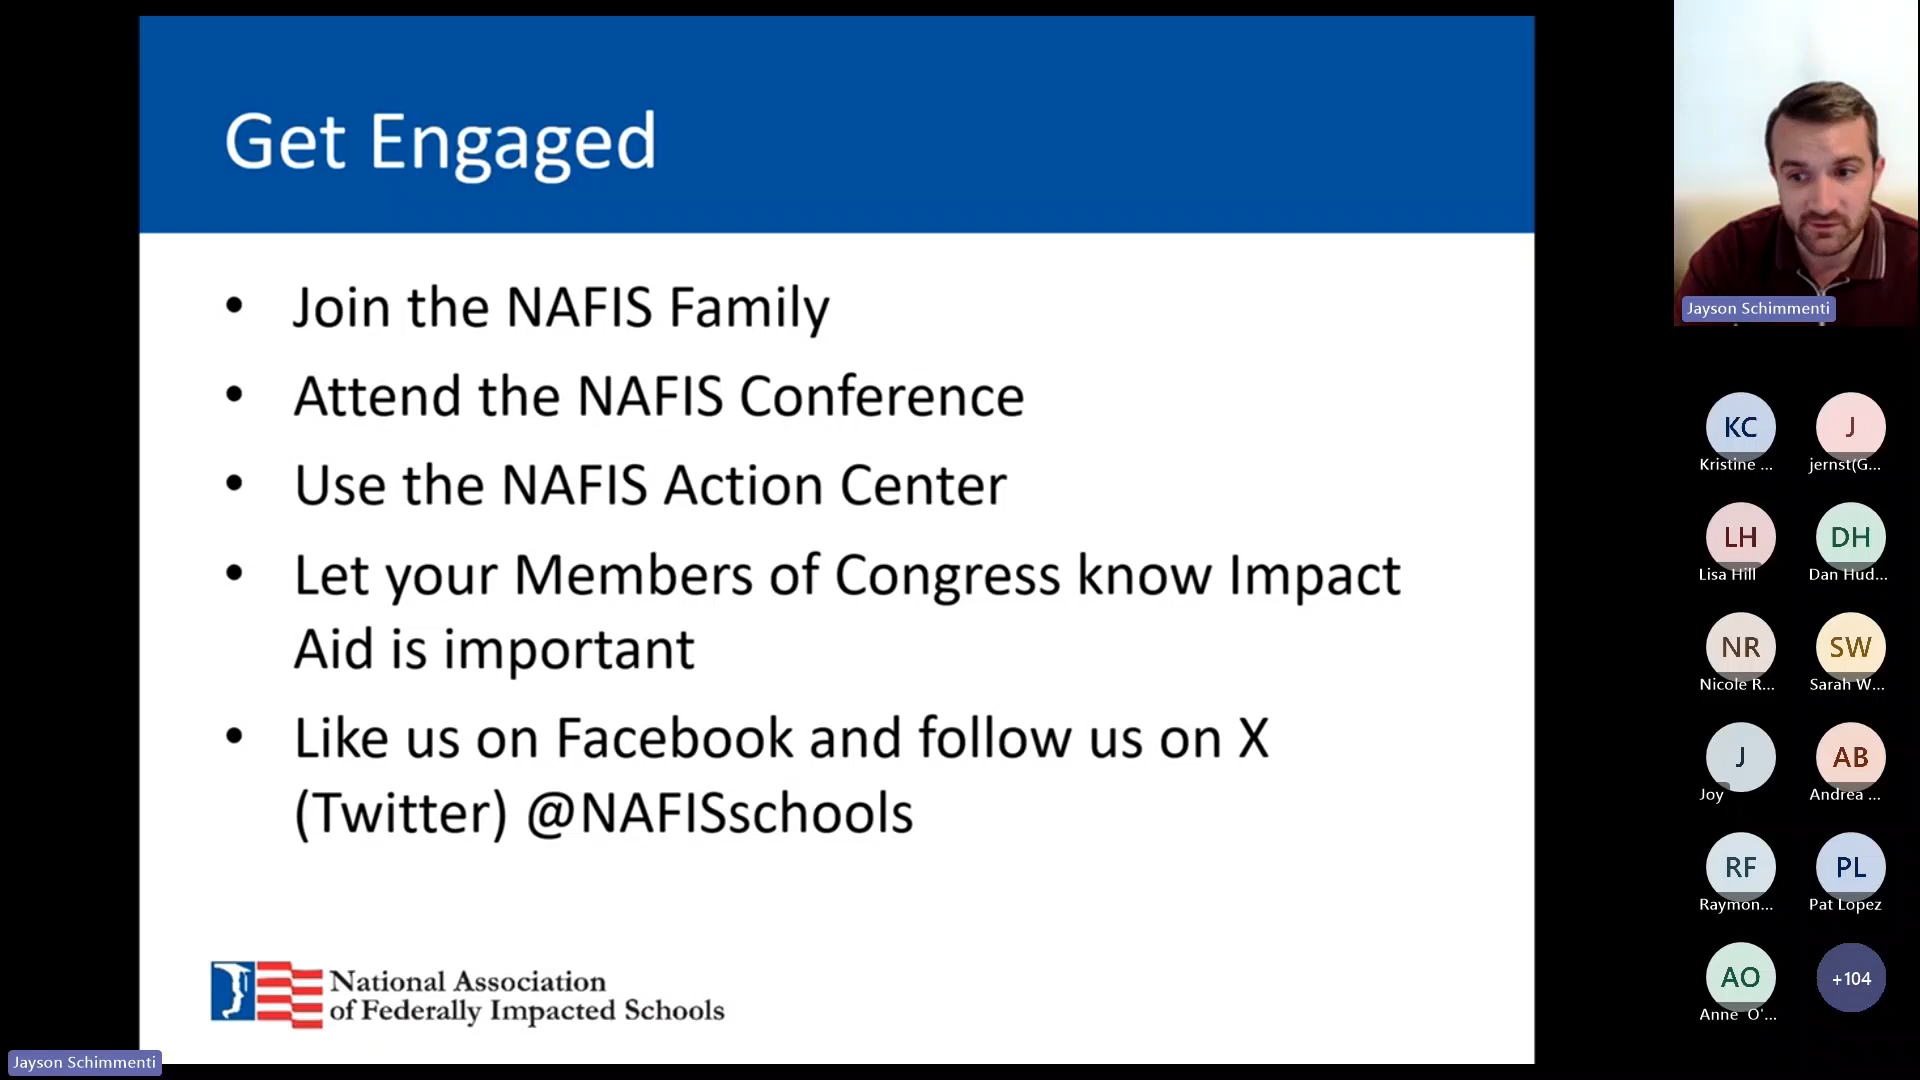 Get Engaged
• Join the NAFIS Family
• Attend the NAFIS Conference
• Use the NAFIS Action Center
• Let your Members of Congress know Impact
Aid is important
• Like us on Facebook and follow us on X
(Twitter) @NAFISschools
National Association
of Federally Impacted Schools
Jayson Schimmenti
Jayson Schimmenti
KC
Kristine ...
J
jernst(G...
LH
Lisa Hill
DH
Dan Hud...
NR
Nicole R...
SW
Sarah W...
J
Joy
AB
Andrea ...
RF
Raymon...
PL
Pat Lopez
AO
Anne O'...
+104